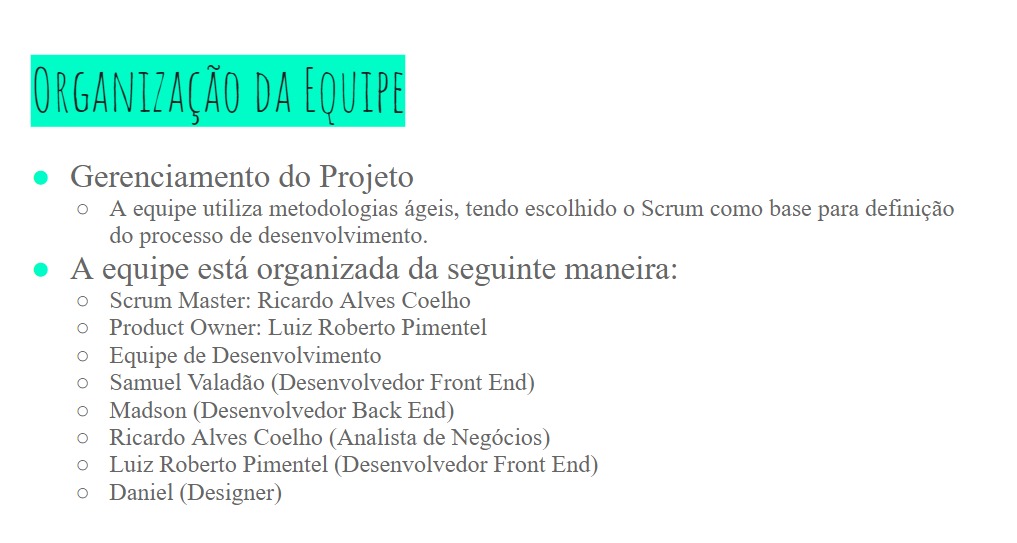 Organização da Equipe
● Gerenciamento do Projeto
○ A equipe utiliza metodologias ágeis, tendo escolhido o Scrum como base para definição
do processo de desenvolvimento.
● A equipe está organizada da seguinte maneira:
○ Scrum Master: Ricardo Alves Coelho
○ Product Owner: Luiz Roberto Pimentel
○ Equipe de Desenvolvimento
○ Samuel Valadão (Desenvolvedor Front End)
○ Madson (Desenvolvedor Back End)
○ Ricardo Alves Coelho (Analista de Negócios)
○ Luiz Roberto Pimentel (Desenvolvedor Front End)
○ Daniel (Designer)